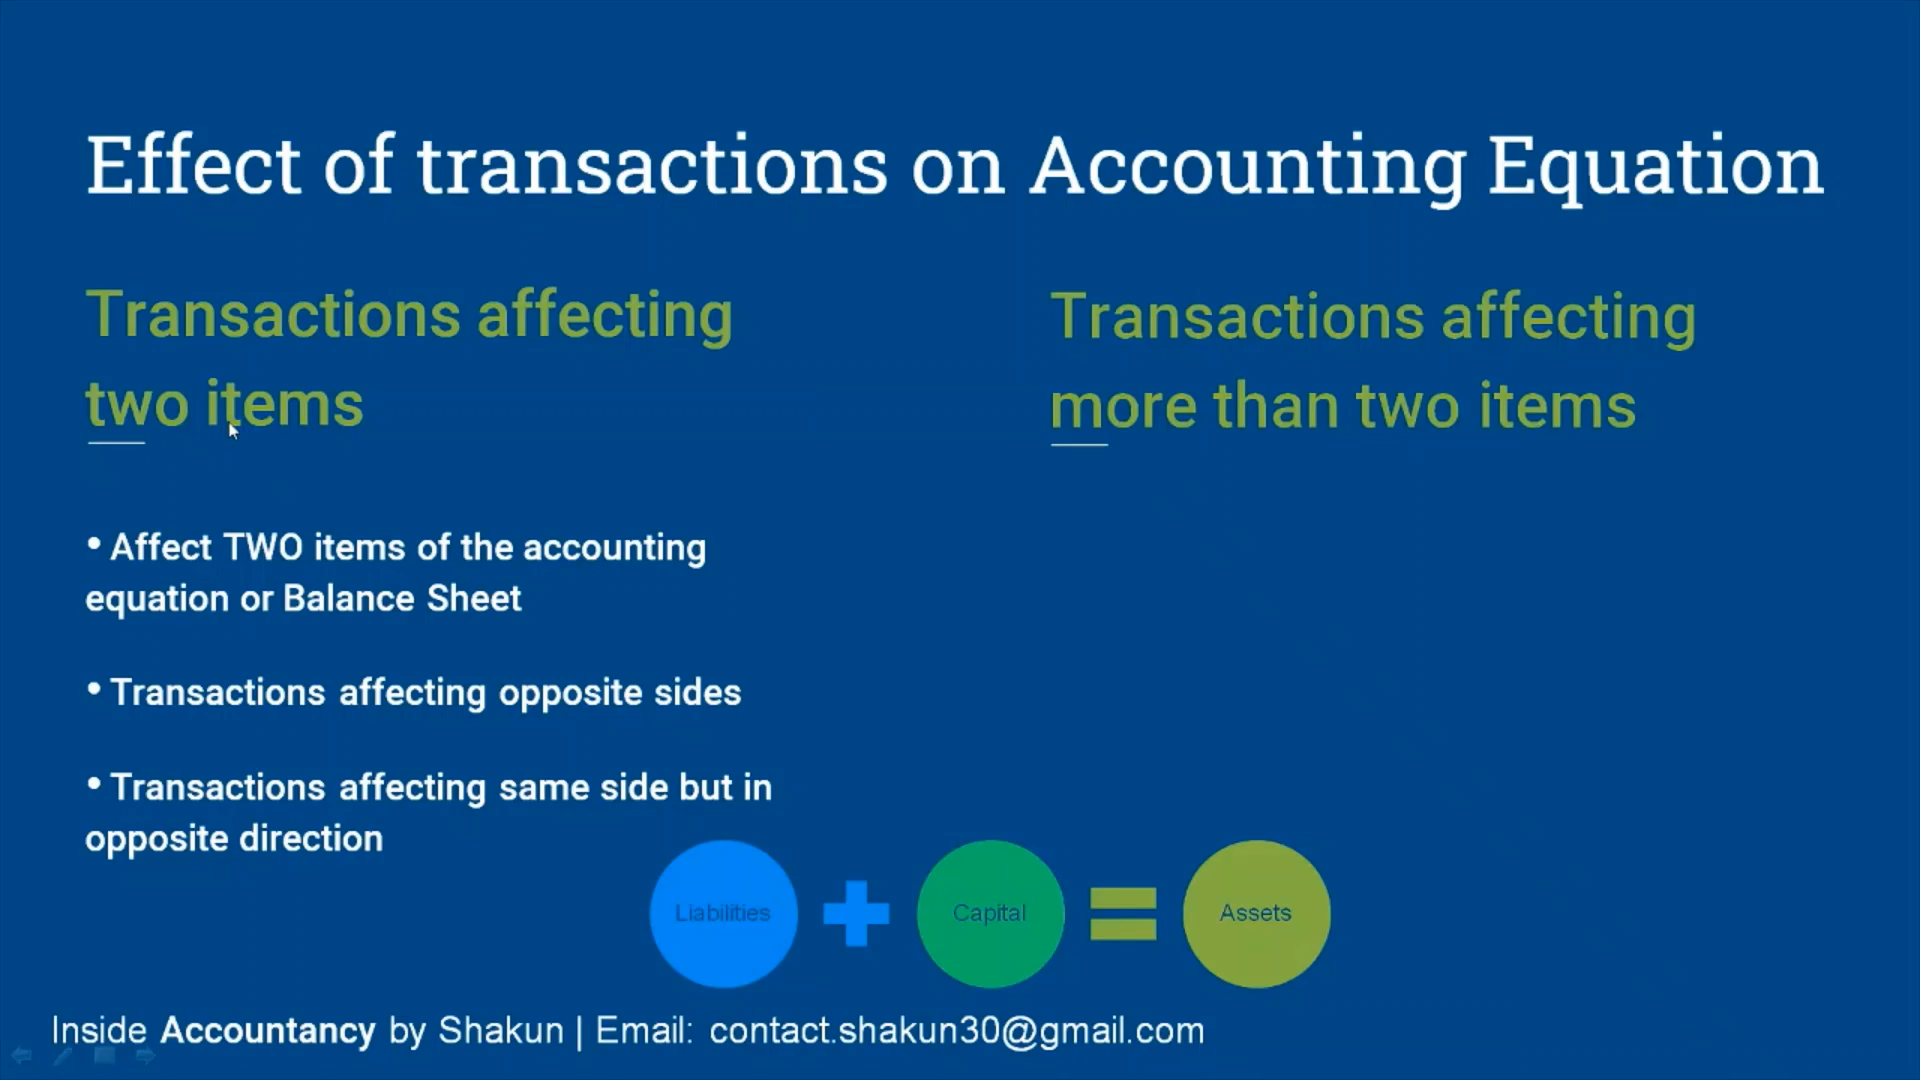 Effect of transactions on Accounting Equation
Transactions affecting
two items
• Affect TWO items of the accounting
equation or Balance Sheet
• Transactions affecting opposite sides
• Transactions affecting same side but in
opposite direction
Transactions affecting
more than two items
Liabilities + Capital = Assets
Inside Accountancy by Shakun | Email: contact.shakun30@gmail.com